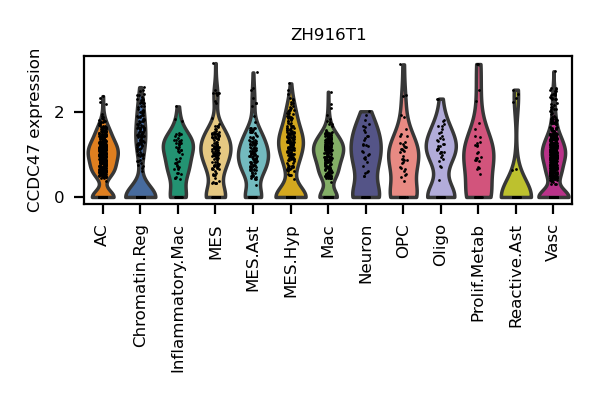 ZH916T1
CCDC47 expression
2
0
AC
Chromatin.Reg
Inflammatory.Mac
MES
MES.Ast
MES.Hyp
Mac
Neuron
OPC
Oligo
Prolif.Metab
Reactive.Ast
Vasc